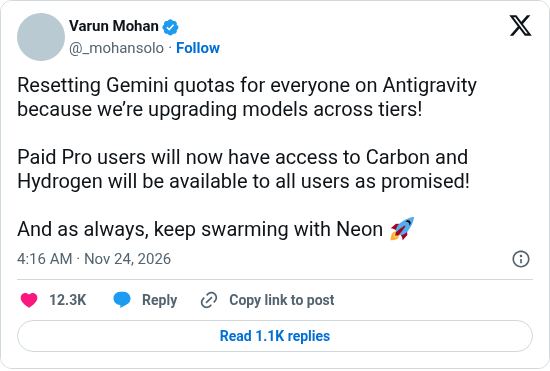 Varun Mohan
@_mohansolo · Follow
Resetting Gemini quotas for everyone on Antigravity
because we’re upgrading models across tiers!
Paid Pro users will now have access to Carbon and
Hydrogen will be available to all users as promised!
And as always, keep swarming with Neon 🚀
4:16 AM · Nov 24, 2026
12.3K Reply Copy link to post
Read 1.1K replies